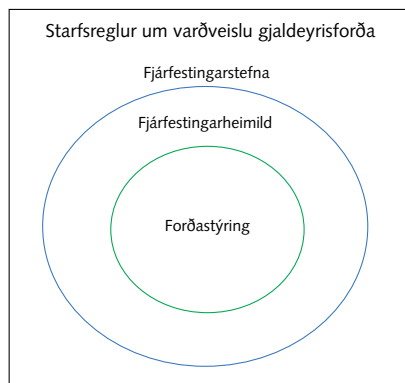 Starfsreglur um varðveislu gjaldeyrisforða
Fjárfestingarstefna
Fjárfestingarheimild
Forðastýring